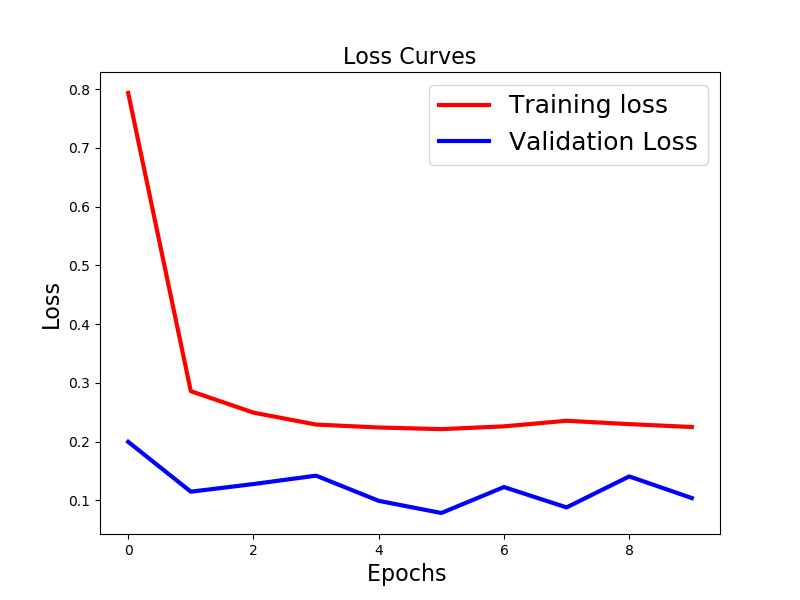 Loss Curves
Training loss
Validation Loss
Loss
0.8
0.7
0.6
0.5
0.4
0.3
0.2
0.1
0 2 4 6 8
Epochs